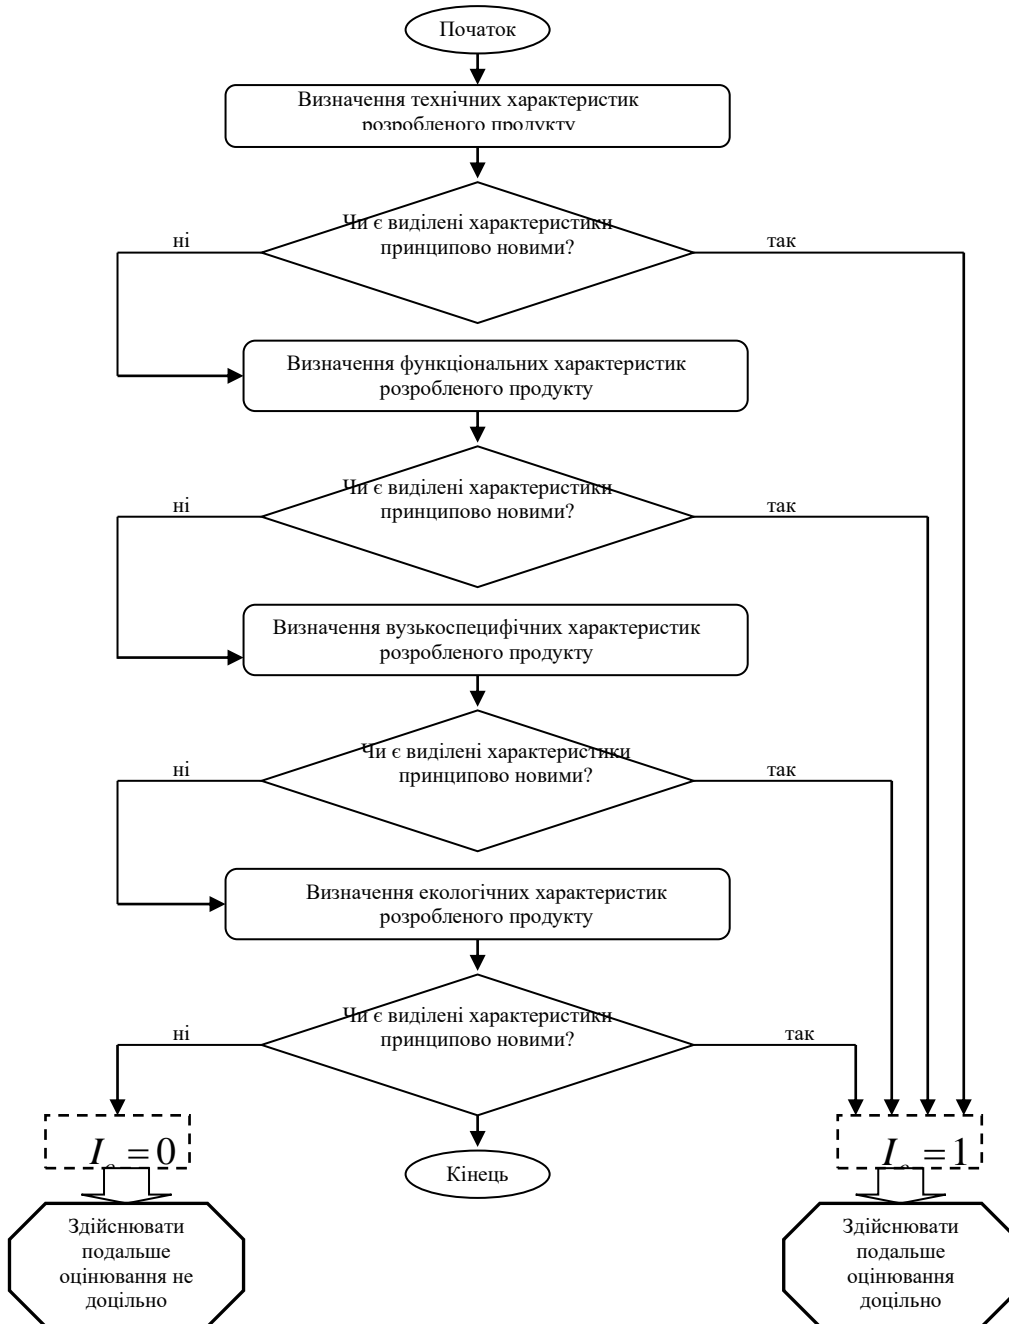 Початок
Визначення технічних характеристик
розробленого продукту
Чи є виділені характеристики
принципово новими?
ні
так
Визначення функціональних характеристик
розробленого продукту
Чи є виділені характеристики
принципово новими?
ні
так
Визначення вузькоспецифічних характеристик
розробленого продукту
Чи є виділені характеристики
принципово новими?
ні
так
Визначення екологічних характеристик
розробленого продукту
Чи є виділені характеристики
принципово новими?
ні
так
I = 0
Кінець
I = 1
Здійснювати
подальше
оцінювання не
доцільно
Здійснювати
подальше
оцінювання
доцільно